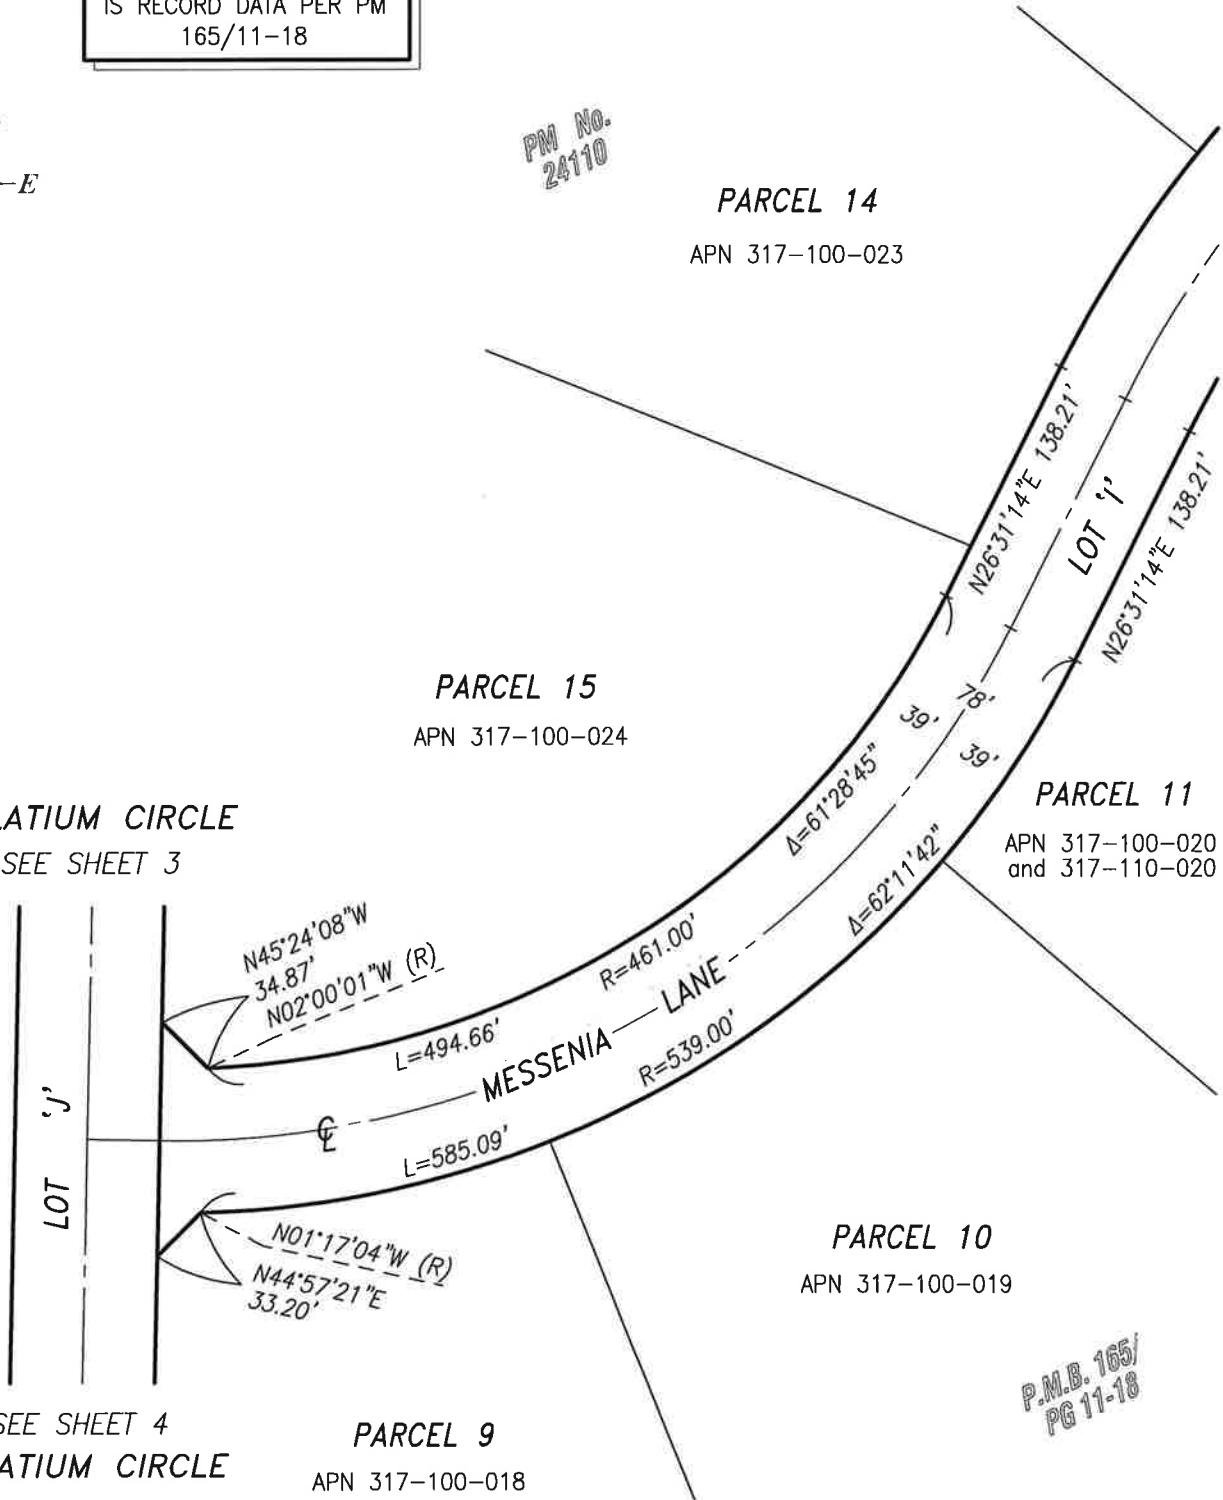 IS RECORD DATA PER PM
165/11-18
—E
PM No.
24110
PARCEL 14
APN 317-100-023
N26°31'14"E 138.21'
LOT 'I'
N26°31'14"E 138.21'
PARCEL 15
APN 317-100-024
39'
78'
39'
Δ=61°28'45"
Δ=62°11'42"
PARCEL 11
APN 317-100-020
and 317-110-020
LATIUM CIRCLE
SEE SHEET 3
N45°24'08"W
34.87'
N02°00'01"W (R)
R=461.00'
L=494.66'
MESSENIA LANE
R=539.00'
℄
L=585.09'
LOT 'J'
N01°17'04"W (R)
N44°57'21"E
33.20'
PARCEL 10
APN 317-100-019
P.M.B. 165/
PG 11-18
SEE SHEET 4
ATIUM CIRCLE
PARCEL 9
APN 317-100-018